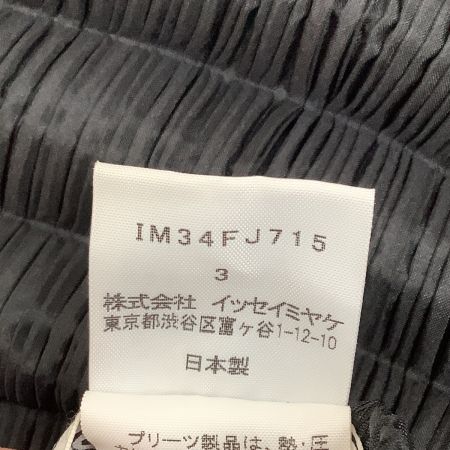 IM34FJ715
3
株式会社 イッセイミヤケ
東京都渋谷区富ヶ谷1-12-10
日本製
プリーツ製品は、熱・圧